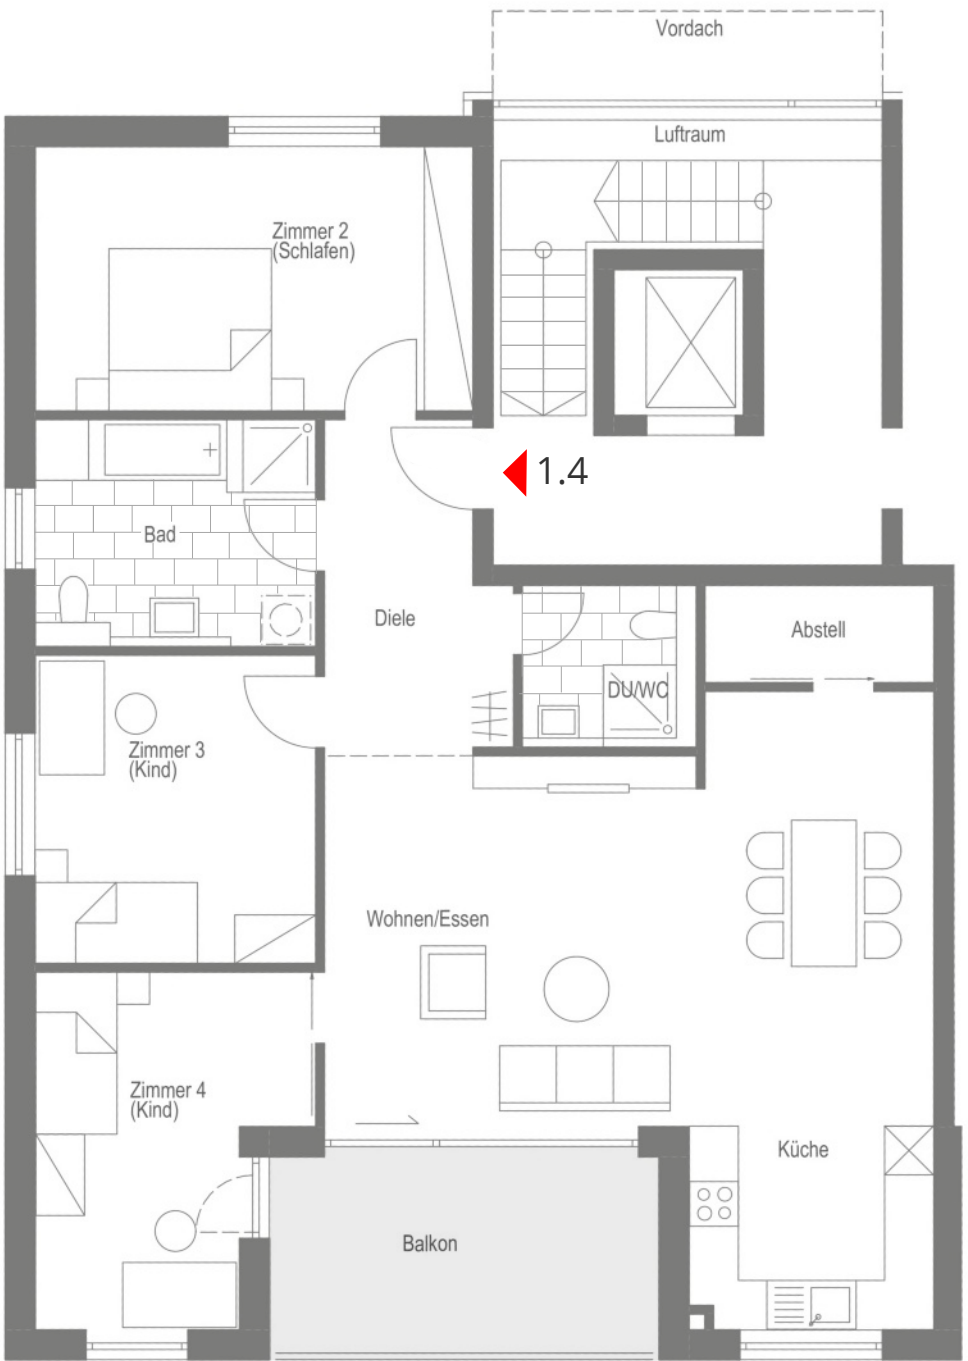 Vordach
Luftraum
Zimmer 2
(Schlafen)
1.4
Bad
Diele
Abstell
DU/WC
Zimmer 3
(Kind)
Wohnen/Essen
Zimmer 4
(Kind)
Küche
Balkon